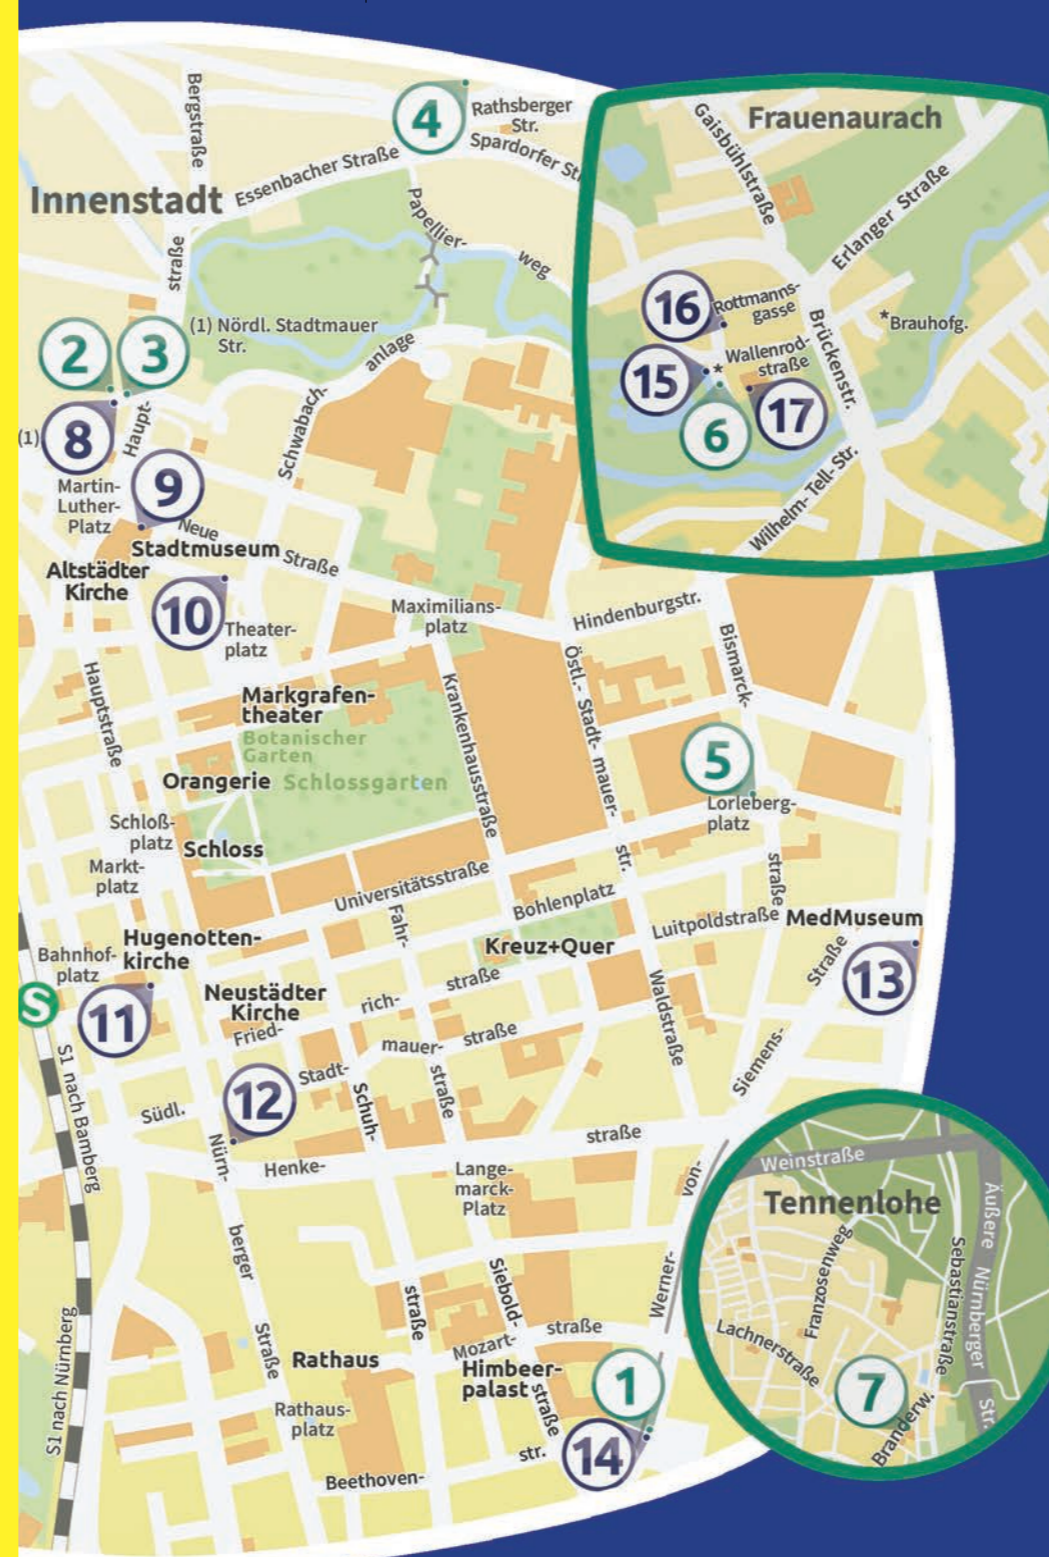 Innenstadt
Bergstraße
straße
4
Rathsberger
Str.
Spardorfer St
Essenbacher Straße
Papellier-
weg
2
3
(1) Nördl. Stadtmauer
Str.
anlage
Schwabach-
(1)
8
Haupt-
Martin-
Luther-
Platz
9
Neue
Straße
Stadtmuseum
Altstädter
Kirche
10
Theater-
platz
Maximilians-
platz
Hindenburgstr.
Bismarck-
Östl.- Stadt- mauer-
str.
Hauptstraße
Markgrafen-
theater
Botanischer
Garten
Orangerie
Schlossgarten
Krankenhausstraße
5
Lorleberg-
platz
straße
Schloß-
platz
Schloss
Markt-
platz
Universitätsstraße
Fahr-
Bohlenplatz
Luitpoldstraße
MedMuseum
Hugenotten-
kirche
Bahnhof-
platz
Kreuz+Quer
Straße
13
S
11
Neustädter
Kirche
rich-
straße
Fried-
Waldstraße
mauer-
straße
Siemens-
S1 nach Bamberg
12
Stadt-
Schuh-
straße
Südl.
Nürn-
Henke-
straße
Lange-
marck-
Platz
von-
berger
Siebold-
Werner-
straße
Straße
straße
Mozart-
Rathaus
Himbeer-
palast
straße
1
Rathaus-
platz
S1 nach Nürnberg
str.
14
Beethoven-
Frauenaurach
Gaisbühlstraße
Erlanger Straße
16
Rottmanns-
gasse
Brückenstr.
*Brauhofg.
*
Wallenrod-
straße
15
17
6
Wilhelm- Tell- Str.
Weinstraße
Tennenlohe
Äußere Nürnberger Str.
Franzosenweg
Sebastianstraße
Lachnerstraße
7
Branderw.